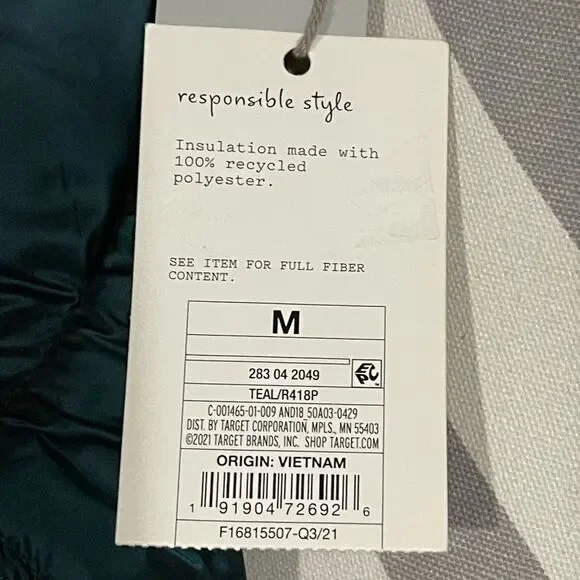 responsible style
Insulation made with
100% recycled
polyester.
SEE ITEM FOR FULL FIBER
CONTENT.
M
283 04 2049
EPC
TEAL/R418P
C-001465-01-009 AND18 50A03-0429
DIST. BY TARGET CORPORATION, MPLS., MN 55403
©2021 TARGET BRANDS, INC. SHOP TARGET.COM
ORIGIN: VIETNAM
1 91904 72692 6
F16815507-Q3/21